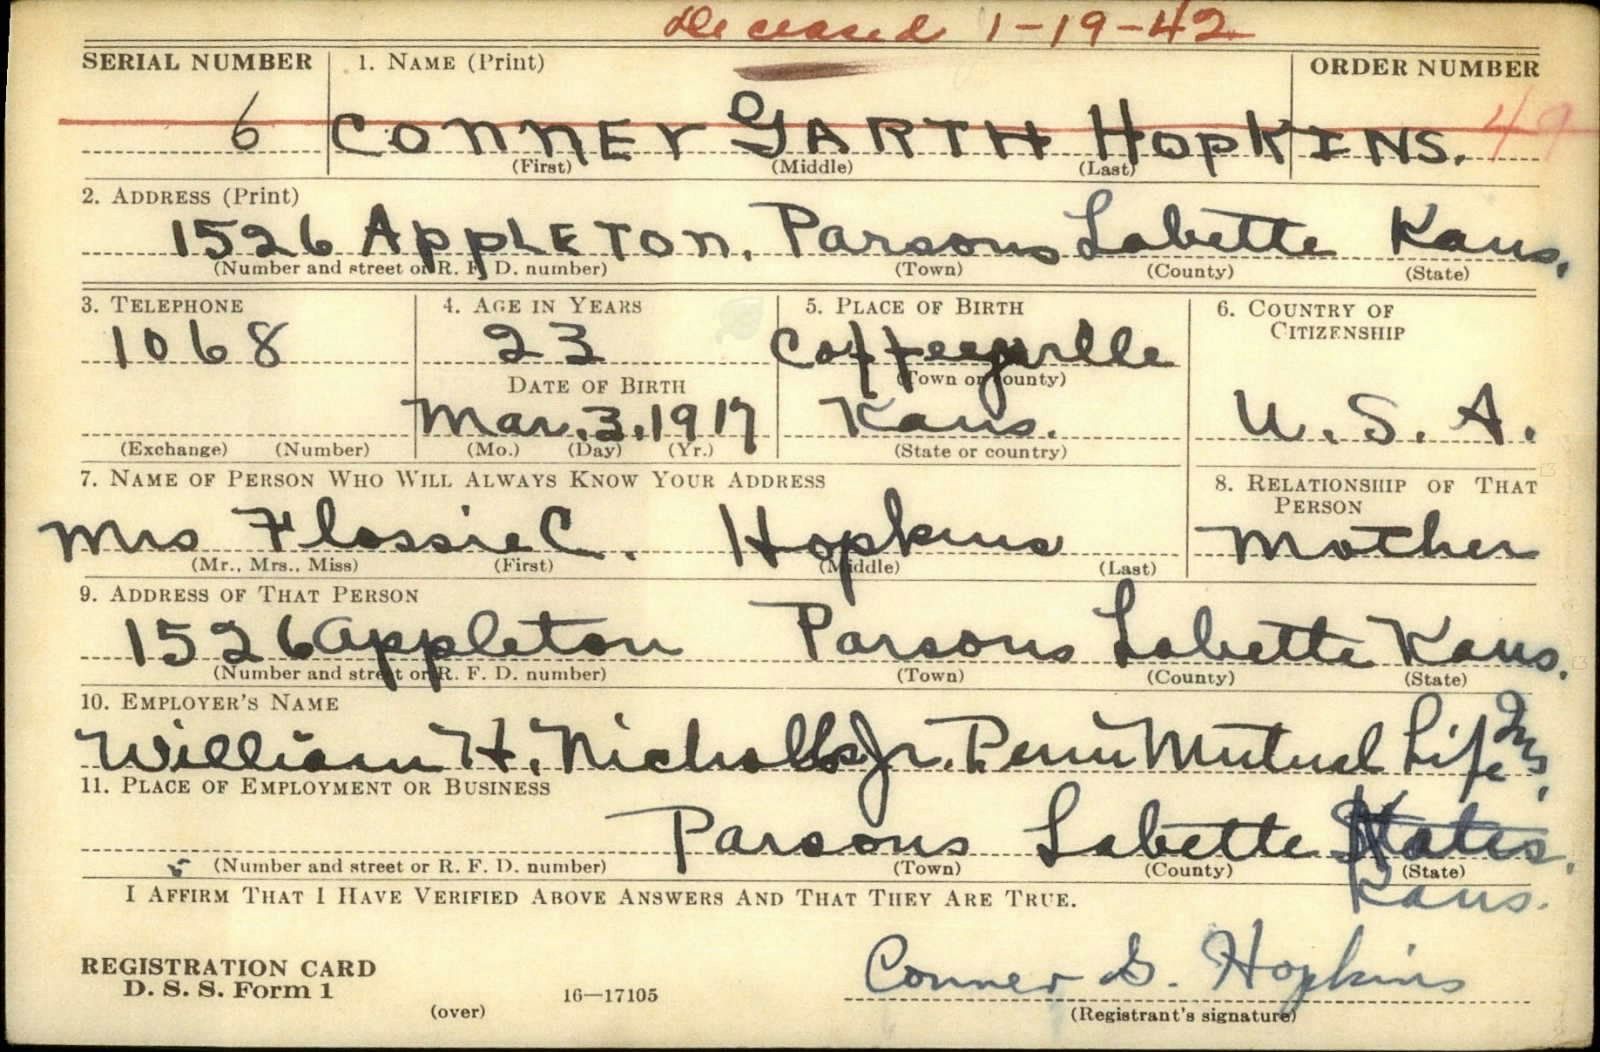 Deceased 1-19-42
SERIAL NUMBER 1. NAME (Print) ORDER NUMBER
6 CONNER GARTH HOPKINS. 49
(First) (Middle) (Last)
2. ADDRESS (Print)
1526 APPLETON. Parsons Labette Kans.
(Number and street or R. F. D. number) (Town) (County) (State)
3. TELEPHONE 4. AGE IN YEARS 5. PLACE OF BIRTH 6. COUNTRY OF CITIZENSHIP
1068 23 Coffeyville
DATE OF BIRTH (Town or county)
Mar. 3. 1917 Kans. U. S. A.
(Exchange) (Number) (Mo.) (Day) (Yr.) (State or country)
7. NAME OF PERSON WHO WILL ALWAYS KNOW YOUR ADDRESS 8. RELATIONSHIP OF THAT PERSON
Mrs Flossie C. Hopkins Mother
(Mr., Mrs., Miss) (First) (Middle) (Last)
9. ADDRESS OF THAT PERSON
1526 Appleton Parsons Labette Kans.
(Number and street or R. F. D. number) (Town) (County) (State)
10. EMPLOYER'S NAME
William H. Nicholls Jr. Penn Mutual Life Ins.
11. PLACE OF EMPLOYMENT OR BUSINESS
Parsons Labette States.
(Number and street or R. F. D. number) (Town) (County) (State)
Kans.
I AFFIRM THAT I HAVE VERIFIED ABOVE ANSWERS AND THAT THEY ARE TRUE.
REGISTRATION CARD
D. S. S. Form 1
(over) 16—17105
Conner G. Hopkins
(Registrant's signature)